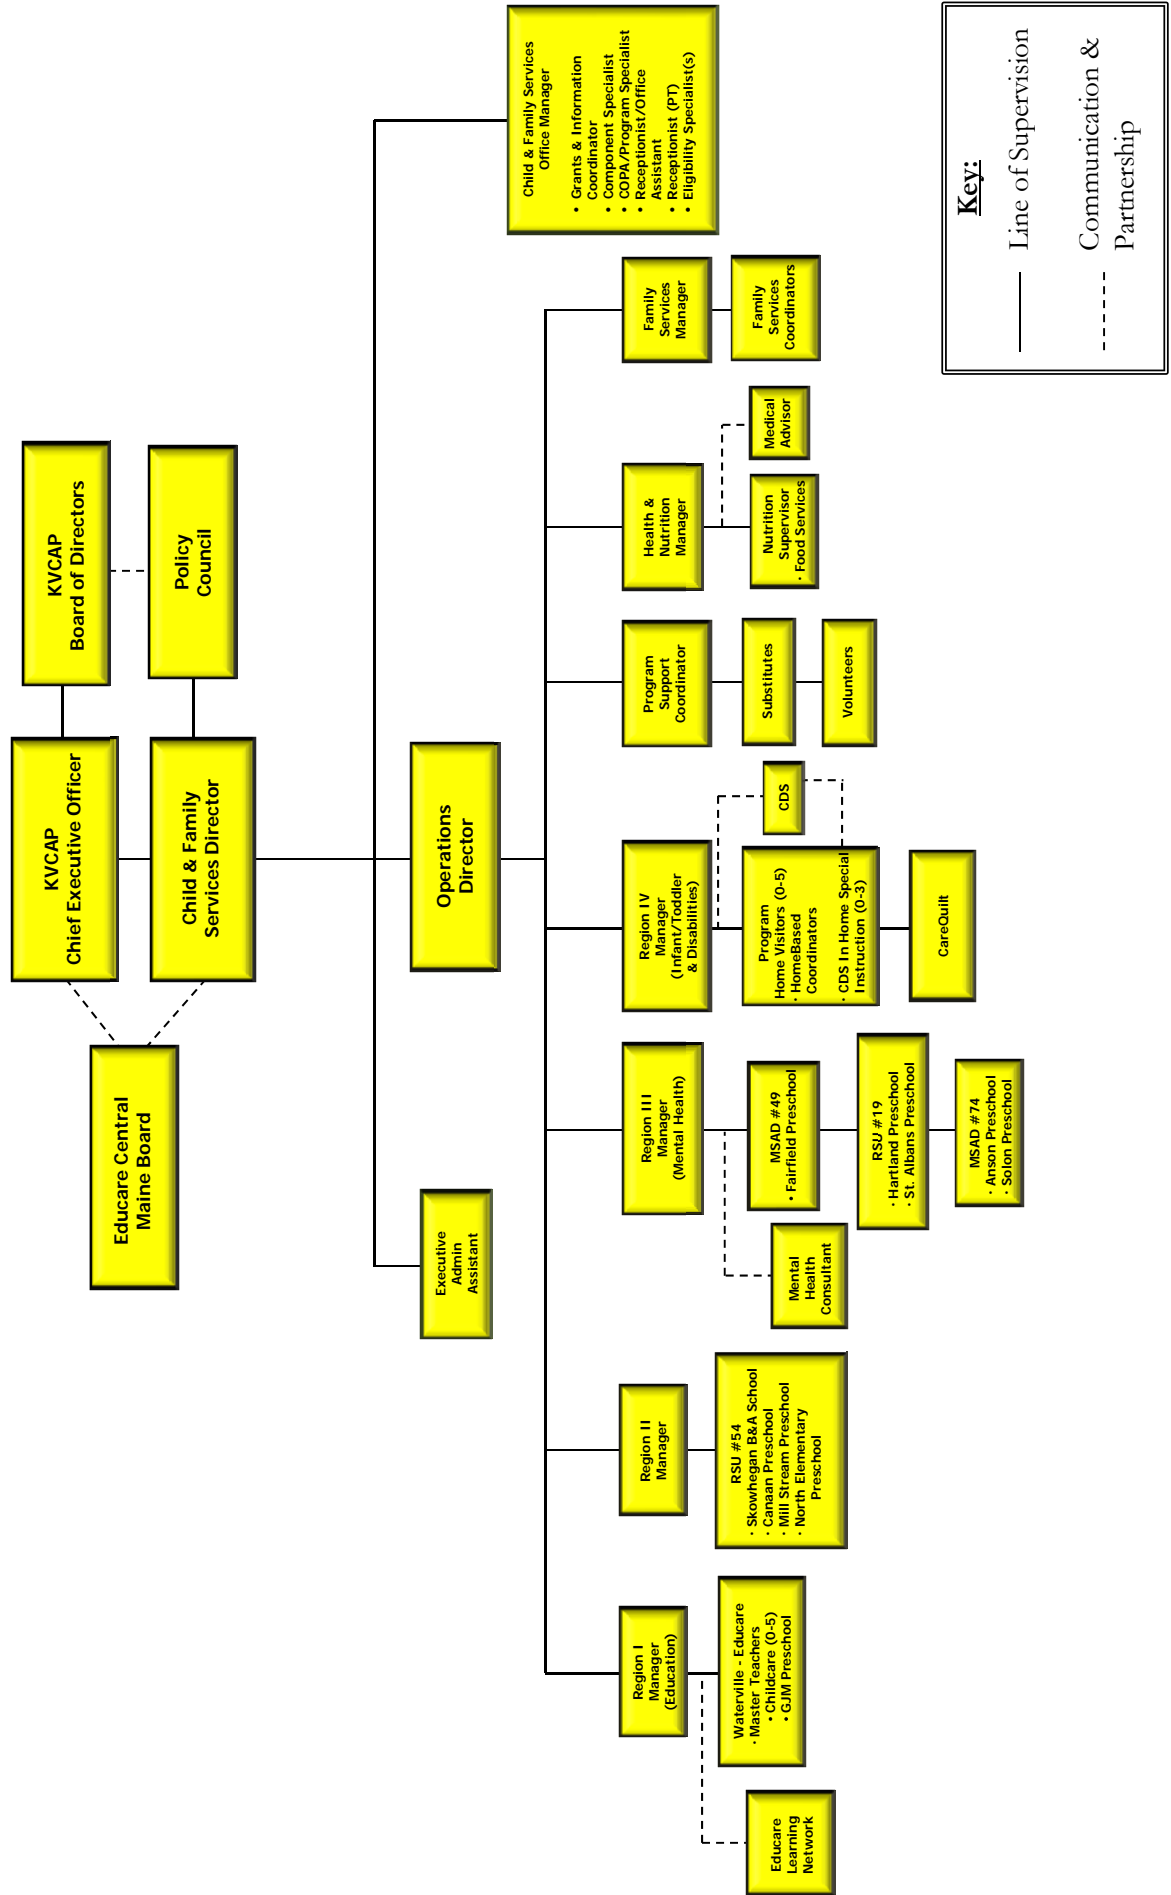 KVCAP
Board of Directors
KVCAP
Chief Executive Officer
Policy
Council
Child & Family
Services Director
Educare Central
Maine Board
Operations
Director
Executive
Admin
Assistant
Child & Family Services
Office Manager
• Grants & Information
Coordinator
• Component Specialist
• COPA/Program Specialist
• Receptionist/Office
Assistant
• Receptionist (PT)
• Eligibility Specialist(s)
Region I
Manager
(Education)
Waterville - Educare
· Master Teachers
• Childcare (0-5)
• GJM Preschool
Educare
Learning
Network
Region II
Manager
RSU #54
· Skowhegan B&A School
· Canaan Preschool
· Mill Stream Preschool
· North Elementary
Preschool
Region III
Manager
(Mental Health)
Mental
Health
Consultant
MSAD #49
• Fairfield Preschool
RSU #19
· Hartland Preschool
· St. Albans Preschool
MSAD #74
· Anson Preschool
· Solon Preschool
Region IV
Manager
(Infant/Toddler
& Disabilities)
CDS
Program
Home Visitors (0-5)
· HomeBased
Coordinators
· CDS In Home Special
Instruction (0-3)
CareQuilt
Program
Support
Coordinator
Substitutes
Volunteers
Health &
Nutrition
Manager
Medical
Advisor
Nutrition
Supervisor
· Food Services
Family
Services
Manager
Family
Services
Coordinators
Key:
Line of Supervision
Communication &
Partnership